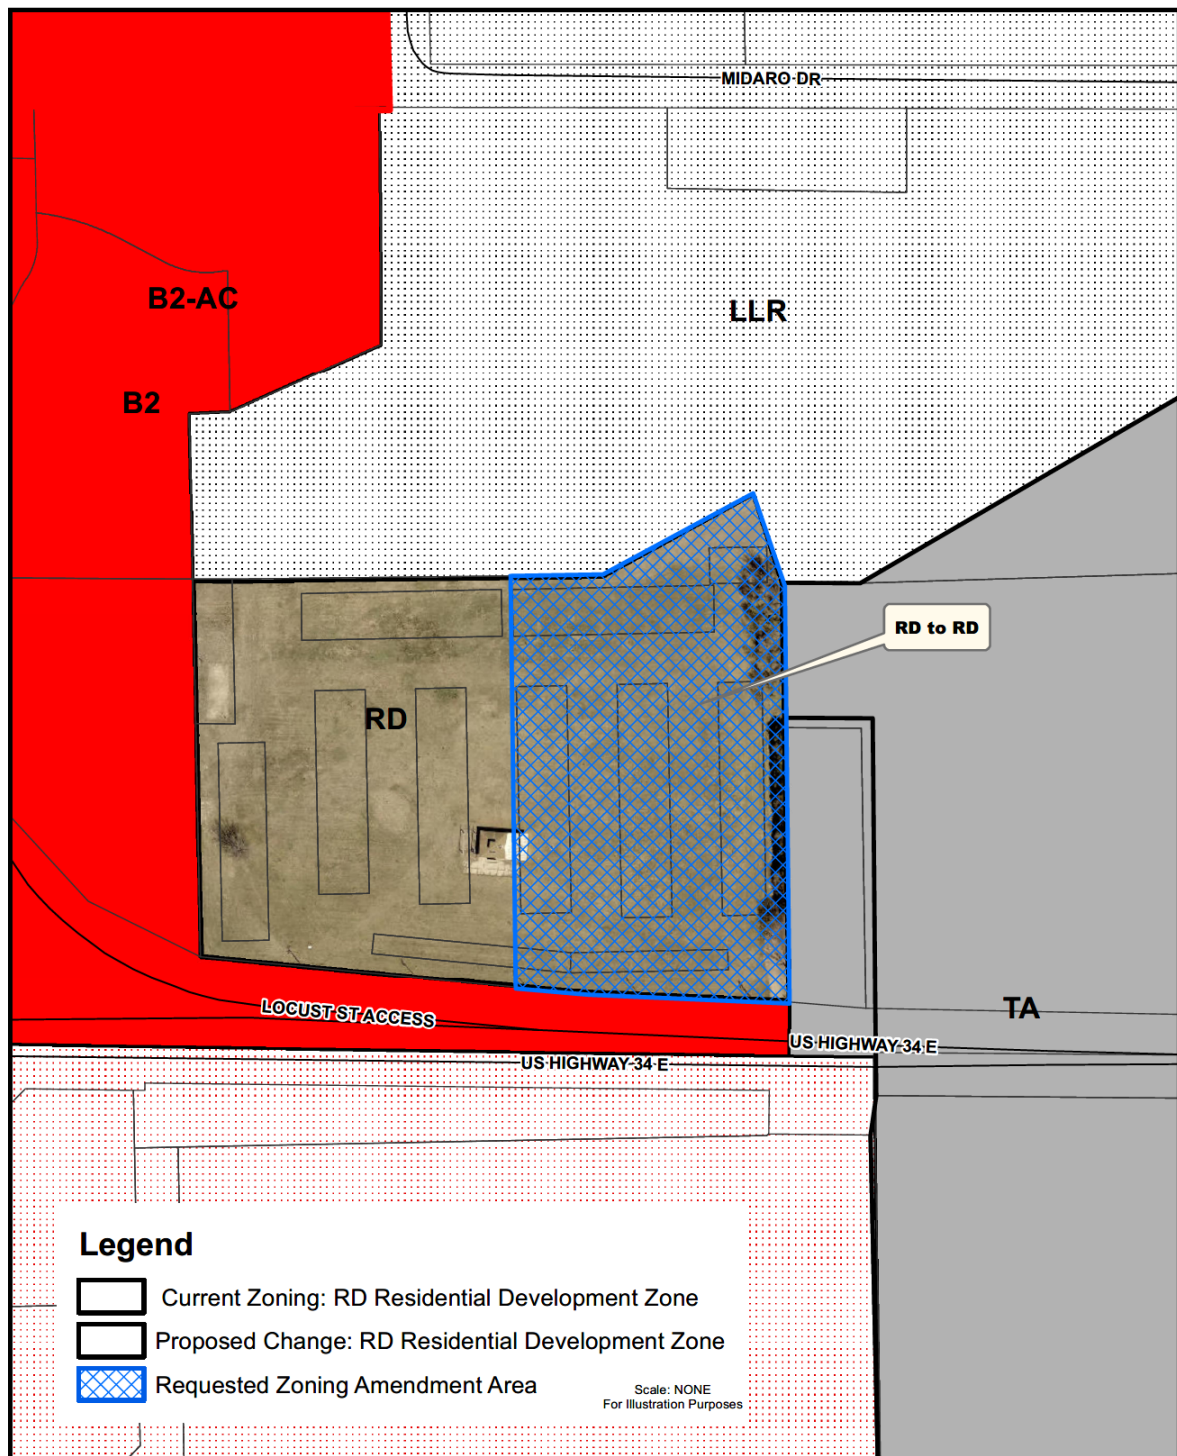 MIDARO DR
B2-AC
LLR
B2
RD to RD
RD
TA
LOCUST ST ACCESS
US HIGHWAY 34 E
US HIGHWAY 34 E
Legend
Current Zoning: RD Residential Development Zone
Proposed Change: RD Residential Development Zone
Requested Zoning Amendment Area
Scale: NONE
For Illustration Purposes